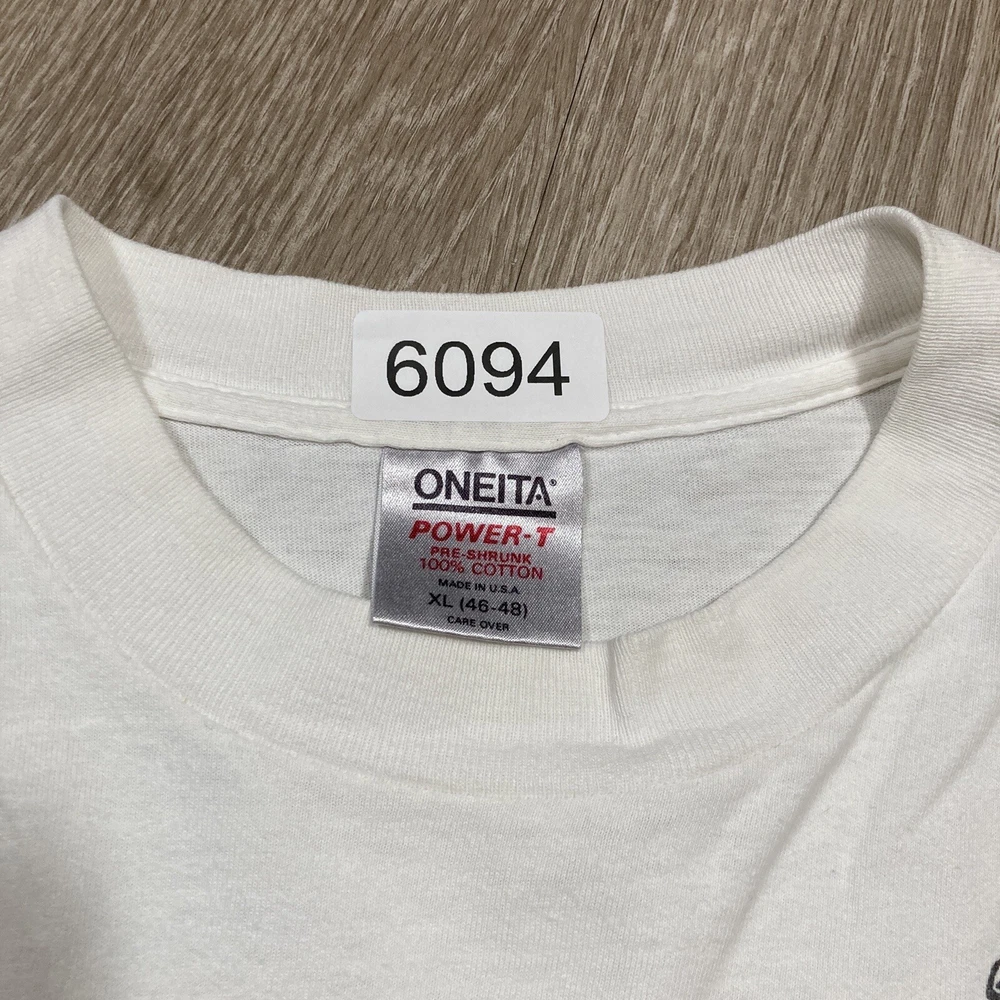 6094
ONEITA®
POWER-T
PRE-SHRUNK
100% COTTON
MADE IN U.S.A
XL (46-48)
CARE OVER